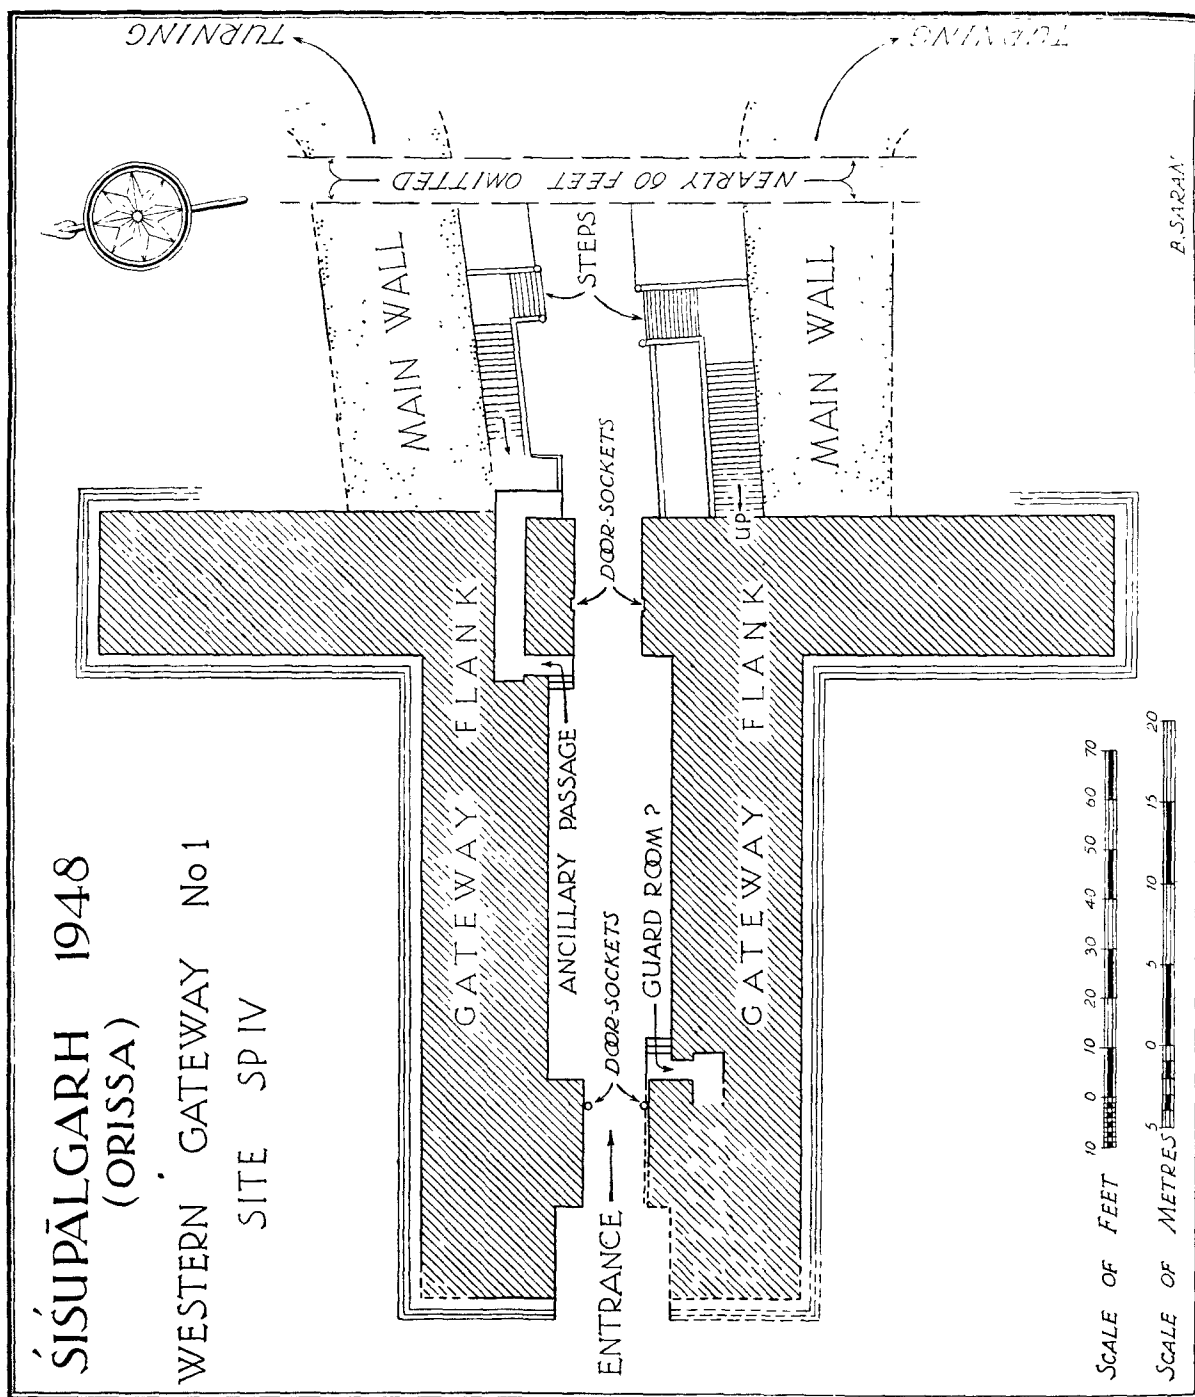 ŚIŚUPĀLGARH 1948
(ORISSA)
WESTERN GATEWAY No 1
SITE SP IV
TURNING
TURNING
NEARLY 60 FEET OMITTED
MAIN WALL
STEPS
MAIN WALL
GATEWAY FLANK
ANCILLARY PASSAGE
DOOR-SOCKETS
UP
ENTRANCE
DOOR-SOCKETS
GUARD ROOM?
GATEWAY FLANK
10 0 10 20 30 40 50 60 70
SCALE OF FEET
5 0 5 10 15 20
SCALE OF METRES
B. SARAN